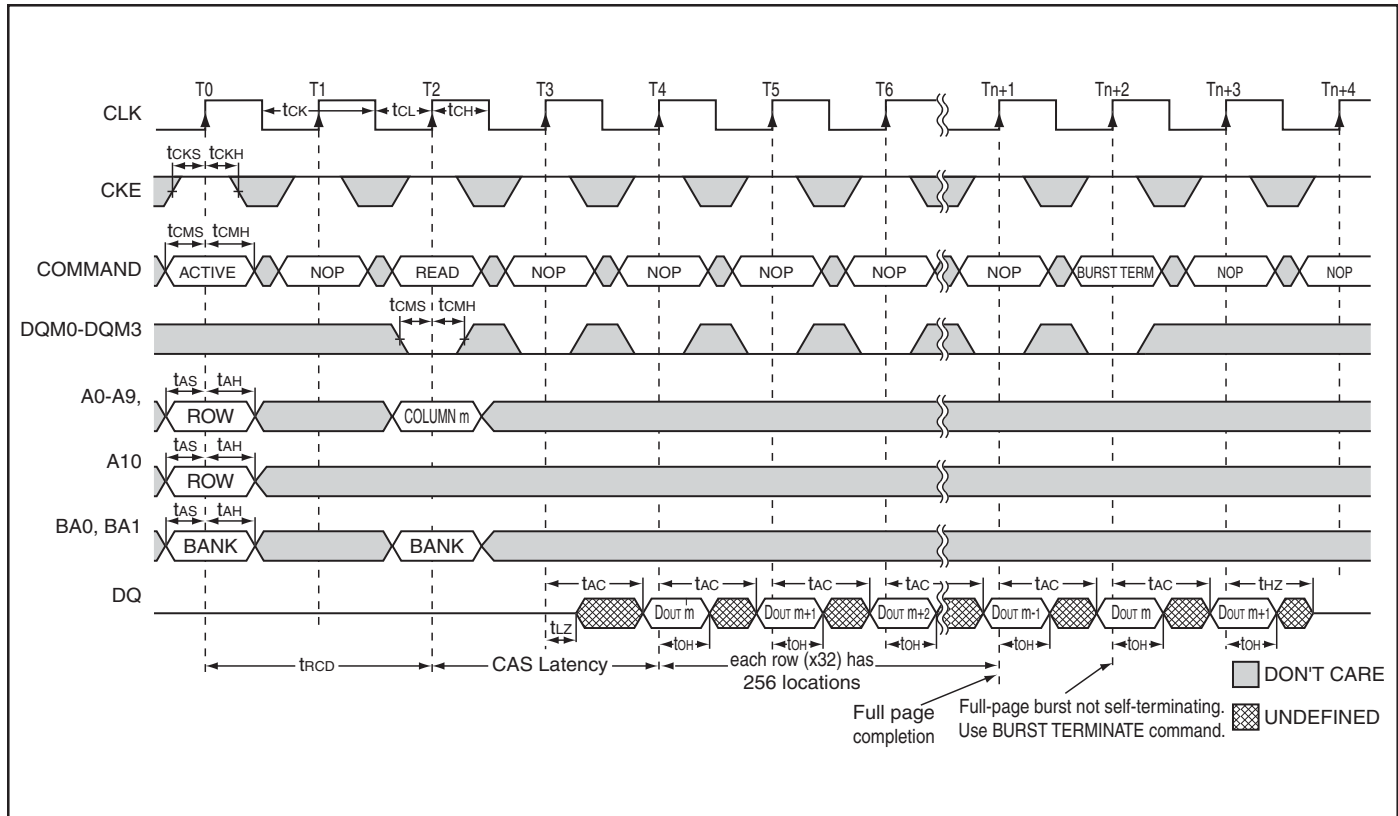 T0 T1 T2 T3 T4 T5 T6 Tn+1 Tn+2 Tn+3 Tn+4
CLK tCK tCL tCH
tCKS tCKH
CKE
tCMS tCMH
COMMAND ACTIVE NOP READ NOP NOP NOP NOP NOP BURST TERM NOP NOP
tCMS tCMH
DQM0-DQM3
tAS tAH
A0-A9, ROW COLUMN m
tAS tAH
A10 ROW
tAS tAH
BA0, BA1 BANK BANK
tAC tAC tAC tAC tAC tAC tHZ
DQ DOUT m DOUT m+1 DOUT m+2 DOUT m-1 DOUT m DOUT m+1
tLZ tOH tOH tOH tOH tOH tOH
tRCD CAS Latency each row (x32) has
256 locations
DON'T CARE
Full page
completion
Full-page burst not self-terminating.
Use BURST TERMINATE command.
UNDEFINED